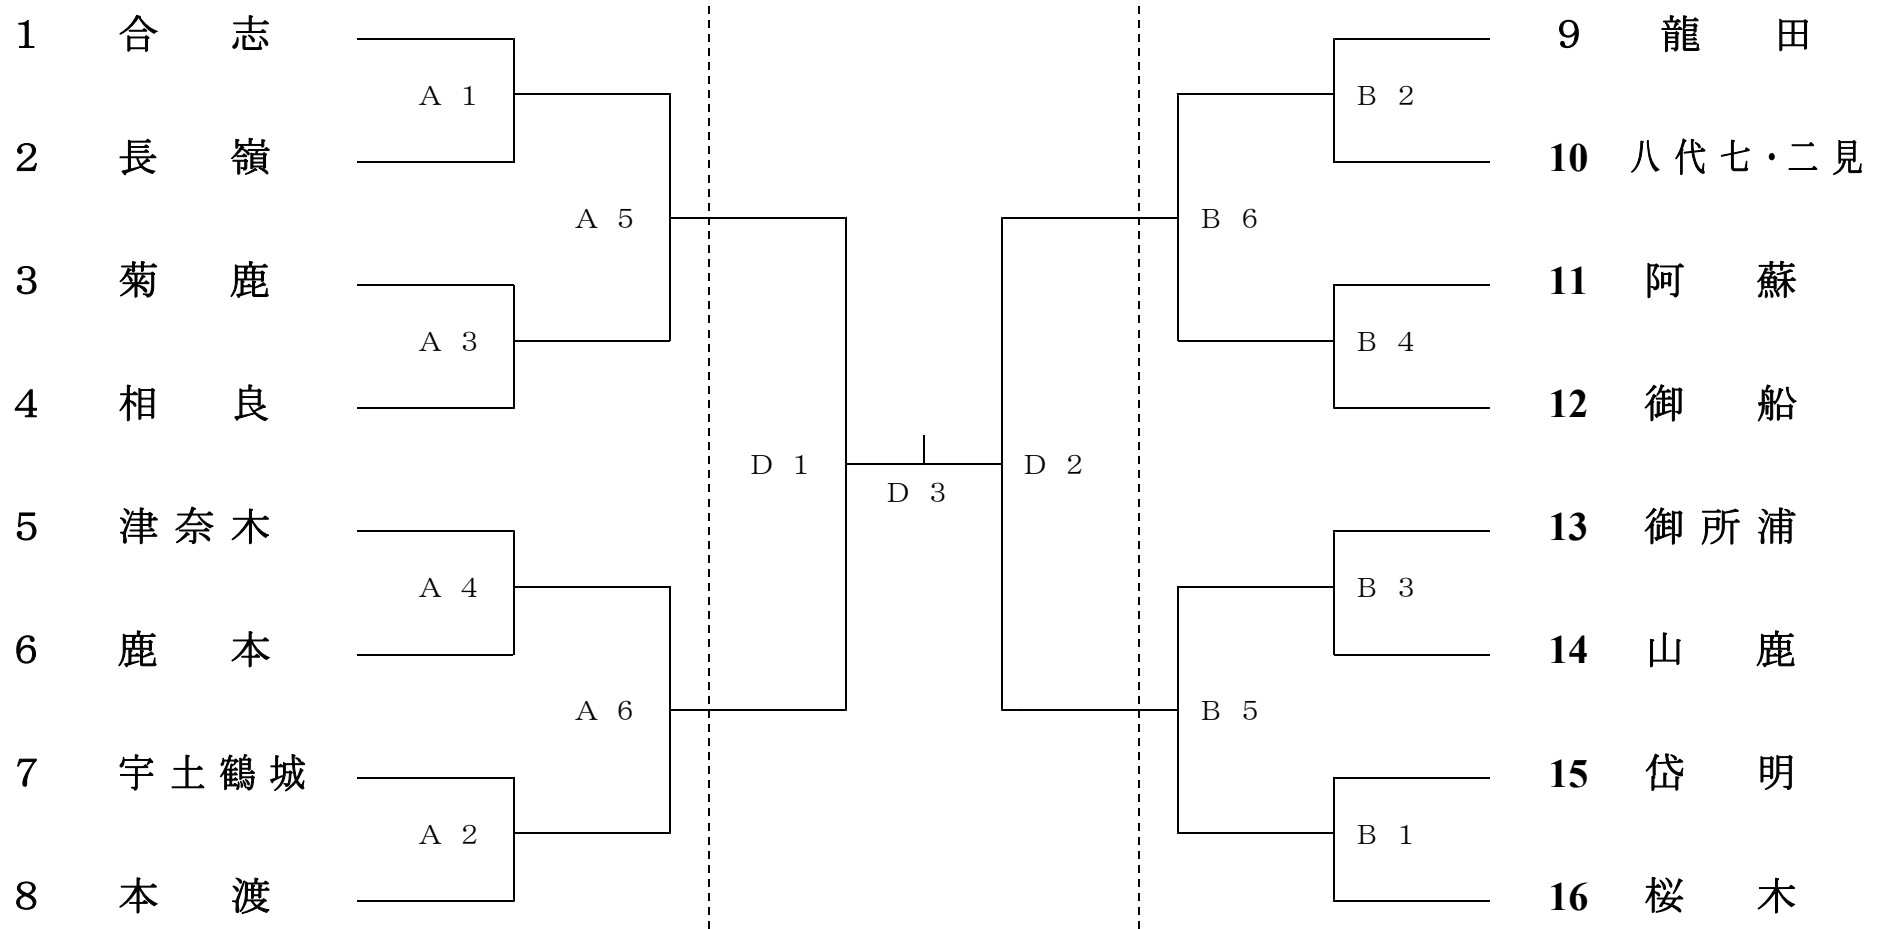 1 合志 9 龍田
A 1 B 2
2 長嶺 10 八代七・二見
A 5 B 6
3 菊鹿 11 阿蘇
A 3 B 4
4 相良 12 御船
D 1 D 2
D 3
5 津奈木 13 御所浦
A 4 B 3
6 鹿本 14 山鹿
A 6 B 5
7 宇土鶴城 15 岱明
A 2 B 1
8 本渡 16 桜木